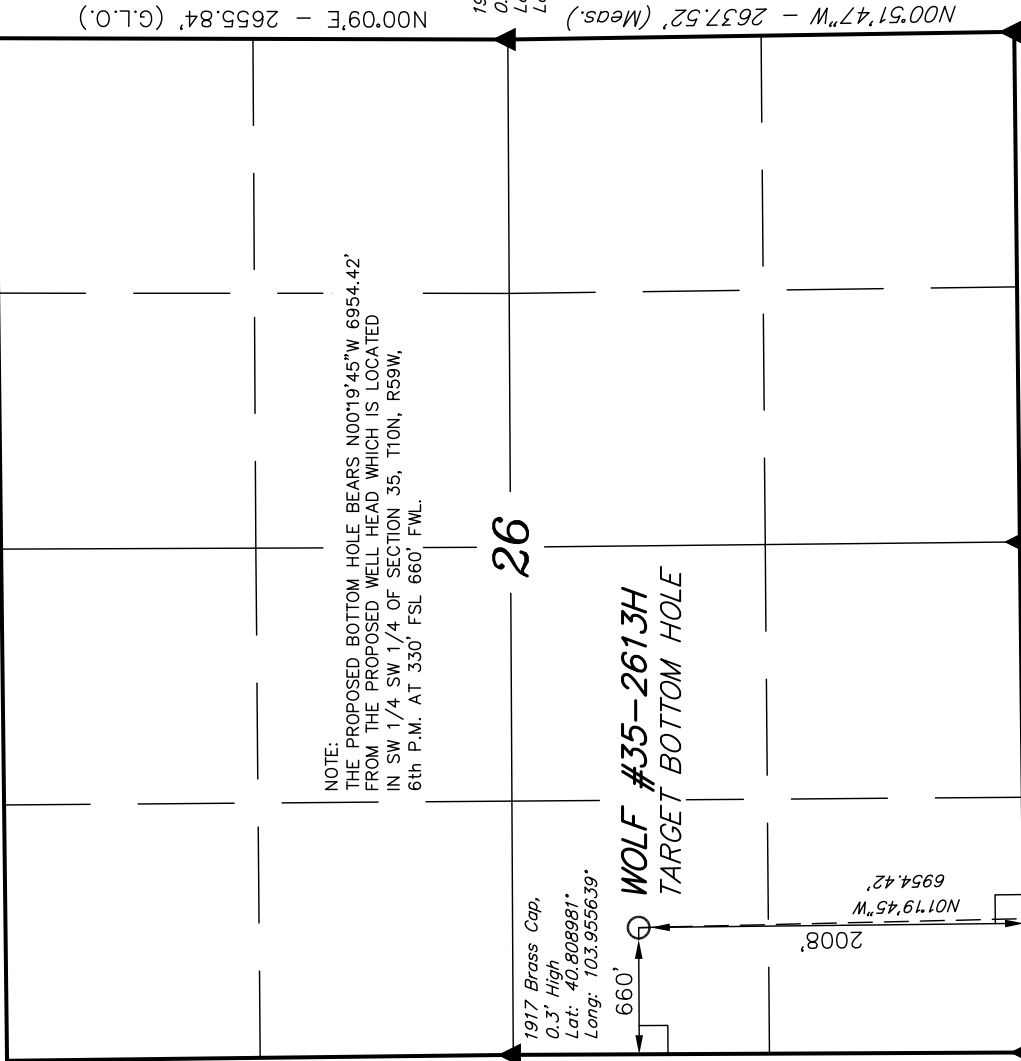 N00°09'E – 2655.84' (G.L.O.)
19
0.
Lo
N00°51'47"W – 2637.52' (Meas.)
NOTE:
THE PROPOSED BOTTOM HOLE BEARS N00°19'45"W 6954.42'
FROM THE PROPOSED WELL HEAD WHICH IS LOCATED
IN SW 1/4 SW 1/4 OF SECTION 35, T10N, R59W,
6th P.M. AT 330' FSL 660' FWL.
26
WOLF #35-2613H
TARGET BOTTOM HOLE
1917 Brass Cap,
0.3' High
Lat: 40.808981°
Long: 103.955639°
660'
2008'
N01°19'45"W
6954.42'